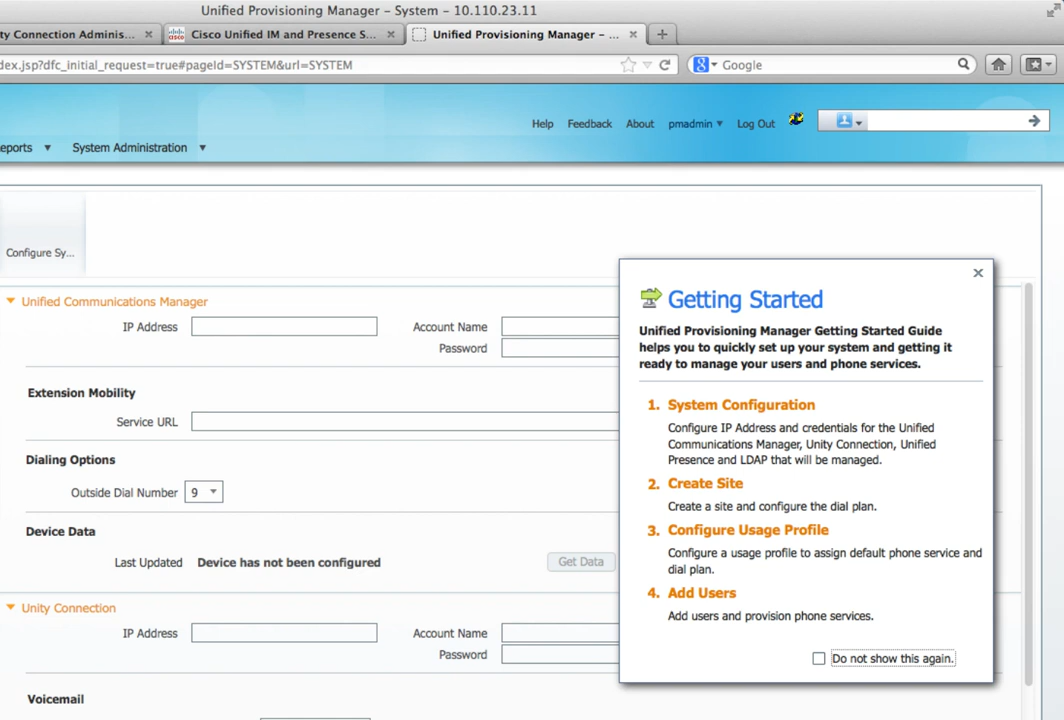 Unified Provisioning Manager - System - 10.110.23.11
ty Connection Adminis...
Cisco Unified IM and Presence S...
Unified Provisioning Manager - ...
dex.jsp?dfc_initial_request=true#pageId=SYSTEM&url=SYSTEM
Google
Help Feedback About pmadmin Log Out
eports System Administration
Configure Sy...
Unified Communications Manager
IP Address Account Name
Password
Extension Mobility
Service URL
Dialing Options
Outside Dial Number 9
Device Data
Last Updated Device has not been configured Get Data
Unity Connection
IP Address Account Name
Password
Voicemail
Getting Started
Unified Provisioning Manager Getting Started Guide
helps you to quickly set up your system and getting it
ready to manage your users and phone services.
1. System Configuration
Configure IP Address and credentials for the Unified
Communications Manager, Unity Connection, Unified
Presence and LDAP that will be managed.
2. Create Site
Create a site and configure the dial plan.
3. Configure Usage Profile
Configure a usage profile to assign default phone service and
dial plan.
4. Add Users
Add users and provision phone services.
Do not show this again.